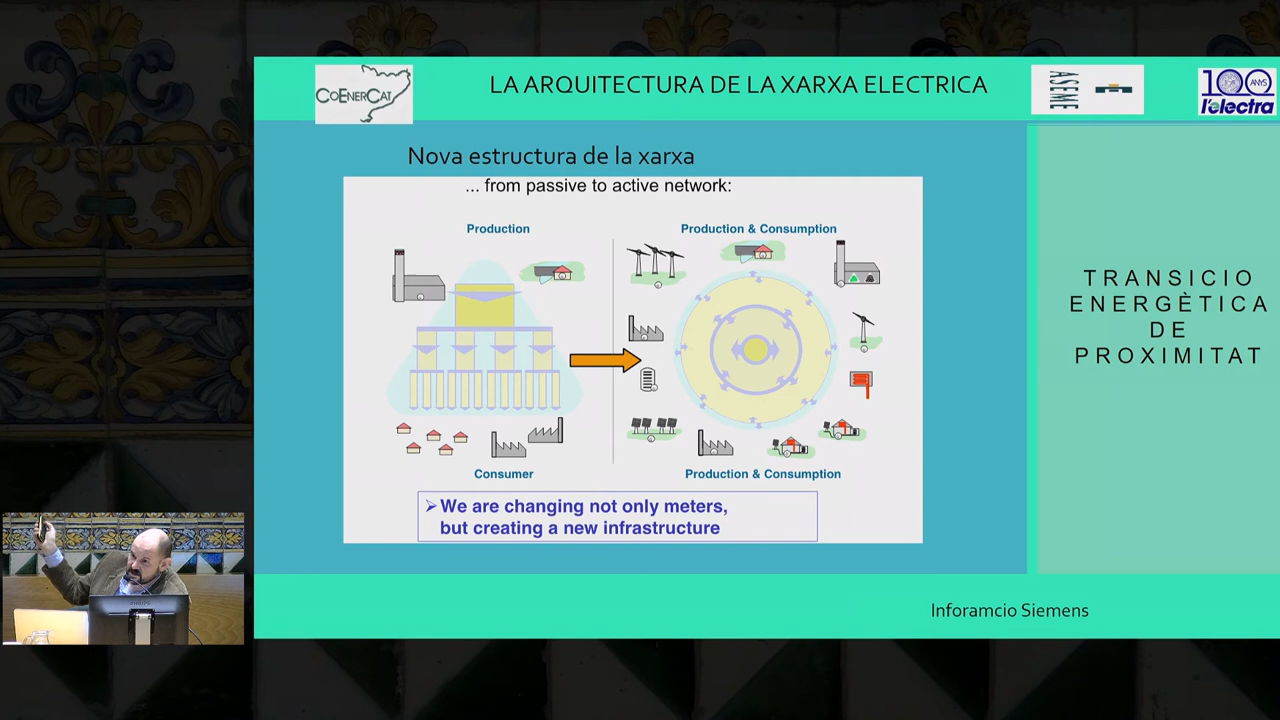 COENERCAT
LA ARQUITECTURA DE LA XARXA ELECTRICA
ASEME
100 ANYS
l'electra
Nova estructura de la xarxa
... from passive to active network:
Production
Production & Consumption
Consumer
Production & Consumption
➢ We are changing not only meters,
but creating a new infrastructure
TRANSICIO
ENERGÈTICA
DE
PROXIMITAT
Inforamcio Siemens
PHILIPS